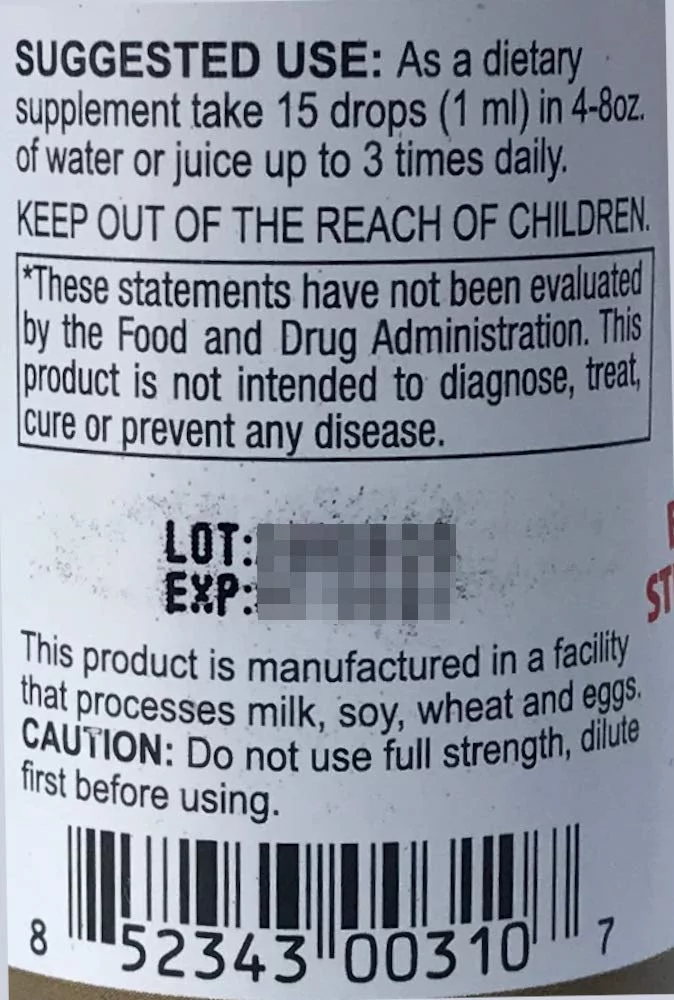 SUGGESTED USE: As a dietary
supplement take 15 drops (1 ml) in 4-8oz.
of water or juice up to 3 times daily.
KEEP OUT OF THE REACH OF CHILDREN.
*These statements have not been evaluated
by the Food and Drug Administration. This
product is not intended to diagnose, treat,
cure or prevent any disease.
LOT:
EXP:
This product is manufactured in a facility
that processes milk, soy, wheat and eggs.
CAUTION: Do not use full strength, dilute
first before using.
8 52343 00310 7